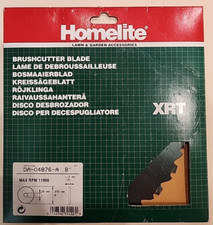 Homelite
LAWN & GARDEN ACCESSORIES
BRUSHCUTTER BLADE
LAME DE DEBROUSSAILLEUSE
BOSMAAIERBLAD
KREISSÄGEBLATT
RÖJKLINGA
RAIVAUSSAHANTERÄ
DISCO DESBROZADOR
DISCO PER DECESPUGLIATORE
XRT
DA-04876-A 8"
MAX RPM 11000